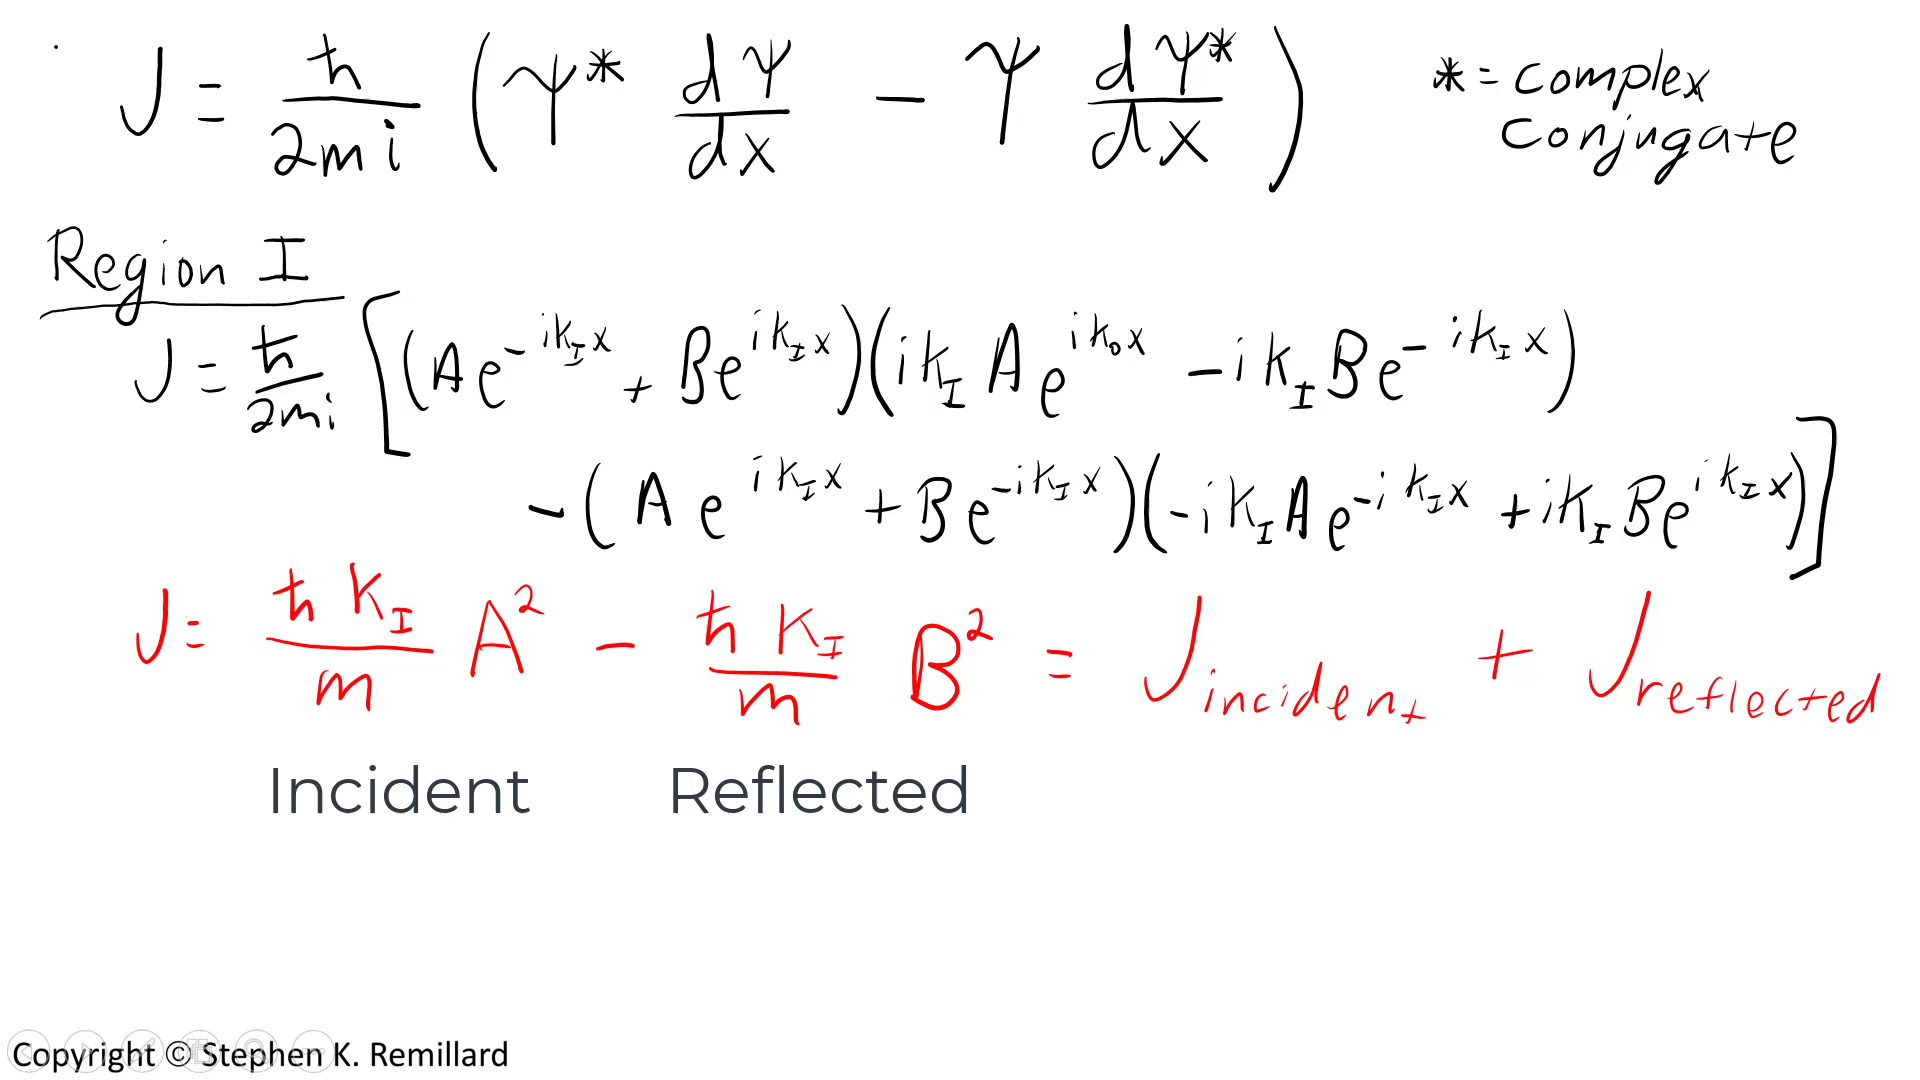 J = ħ/2mi (ψ* dψ/dx − ψ dψ*/dx)
* = complex
conjugate
Region I
J = ħ/2mi [(Ae^{-ik_I x} + Be^{ik_I x})(ik_I Ae^{ik_0 x} − ik_I Be^{-ik_I x})
−(Ae^{ik_I x} + Be^{-ik_I x})(−ik_I Ae^{-ik_I x} + ik_I Be^{ik_I x})]
J = ħk_I/m A² − ħk_I/m B² = J_incident + J_reflected
Incident Reflected
Copyright © Stephen K. Remillard